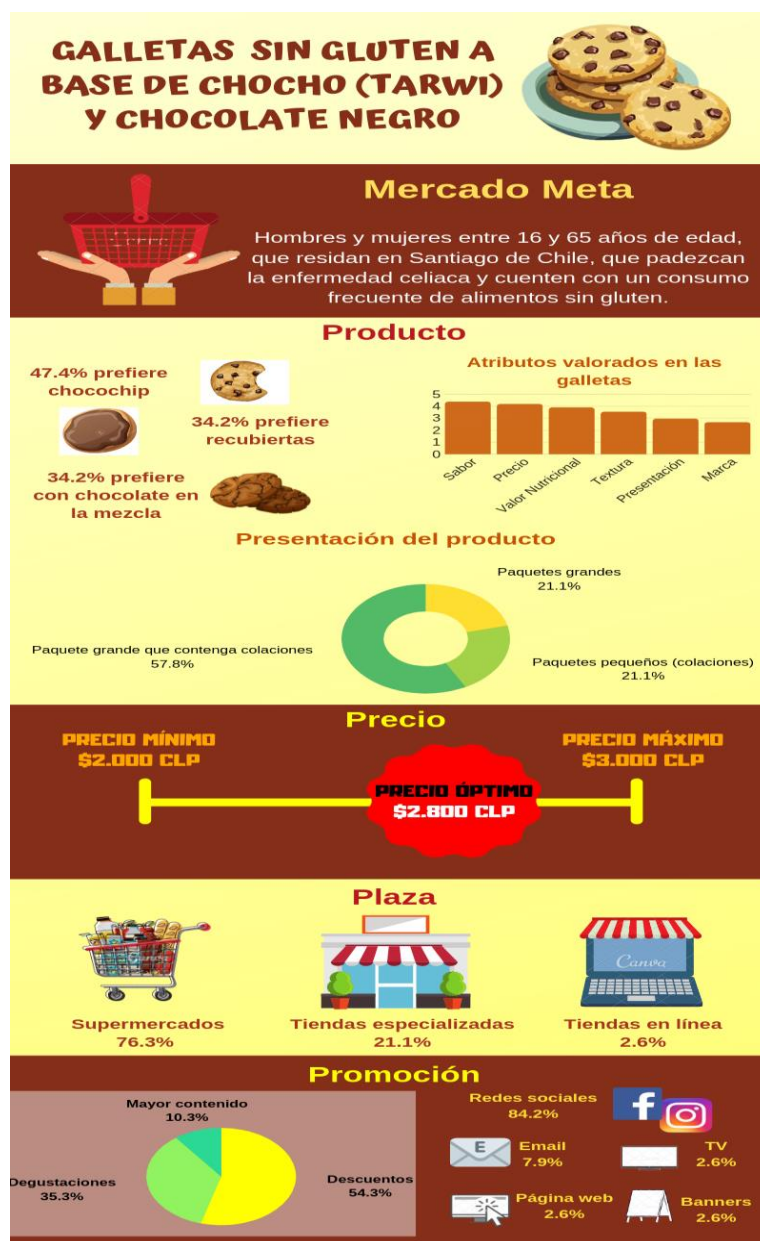 GALLETAS SIN GLUTEN A
BASE DE CHOCHO (TARWI)
Y CHOCOLATE NEGRO
Mercado Meta
Hombres y mujeres entre 16 y 65 años de edad,
que residan en Santiago de Chile, que padezcan
la enfermedad celiaca y cuenten con un consumo
frecuente de alimentos sin gluten.
Producto
47.4% prefiere
chocochip
34.2% prefiere
recubiertas
34.2% prefiere
con chocolate en
la mezcla
Atributos valorados en las
galletas
5
4
3
2
1
0
Sabor
Precio
Valor Nutricional
Textura
Presentación
Marca
Presentación del producto
Paquetes grandes
21.1%
Paquete grande que contenga colaciones
57.8%
Paquetes pequeños (colaciones)
21.1%
Precio
PRECIO MÍNIMO
$2.000 CLP
PRECIO ÓPTIMO
$2.800 CLP
PRECIO MÁXIMO
$3.000 CLP
Plaza
Canva
Canva
Supermercados
76.3%
Tiendas especializadas
21.1%
Tiendas en línea
2.6%
Promoción
Mayor contenido
10.3%
Degustaciones
35.3%
Descuentos
54.3%
Redes sociales
84.2%
f
E
Email
7.9%
TV
2.6%
Página web
2.6%
Banners
2.6%